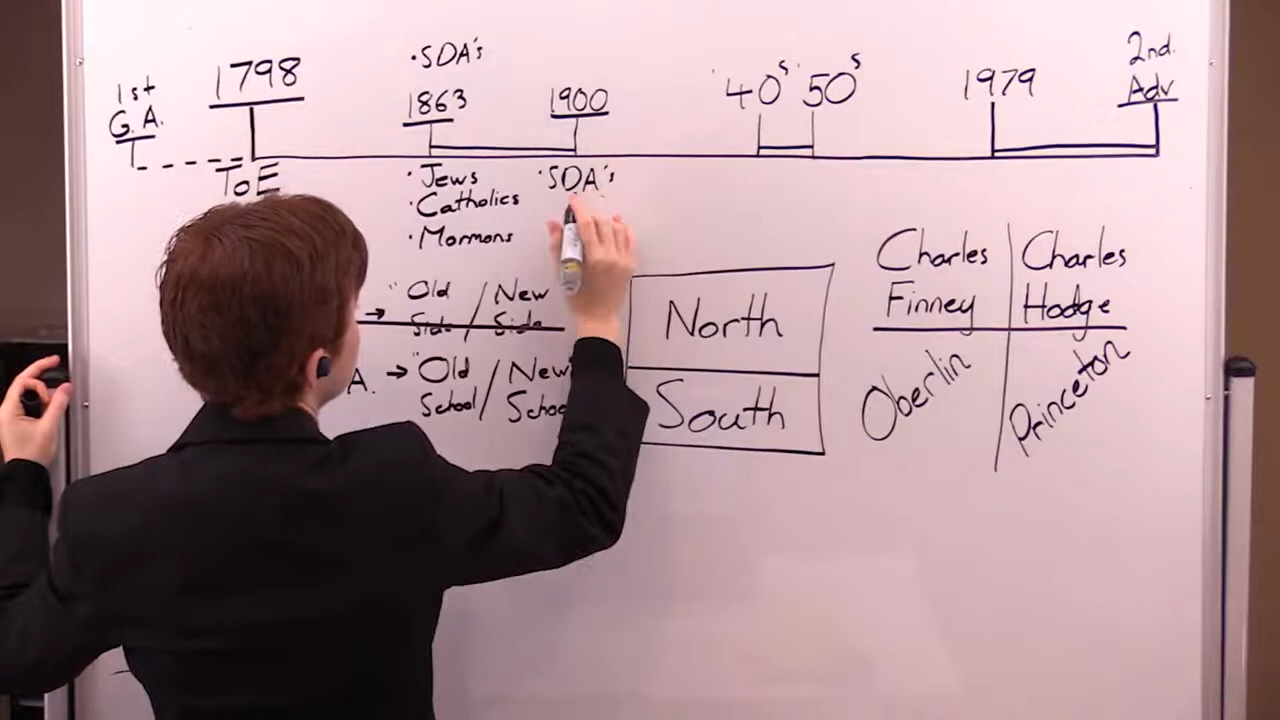 1st
G. A.
1798
ToE
·SDA's
1863
·Jews
·Catholics
·Mormons
1900
·SDA's
'40s '50s
1979
2nd.
Adv
→ "Old / New
Side / Side
A. → "Old / New
School / Schoo
North
South
Charles
Finney
Oberlin
Charles
Hodge
Princeton